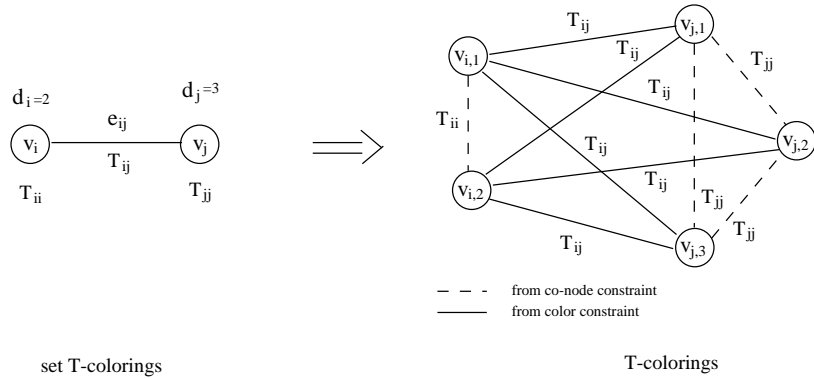 d i=2
d j=3
v i
e ij
v j
T ij
T ii
T jj
v i,1
T ij
v j,1
T ij
T jj
T ij
T ii
T ij
v j,2
v i,2
T ij
T jj
T jj
T ij
v j,3
from co-node constraint
from color constraint
set T-colorings
T-colorings